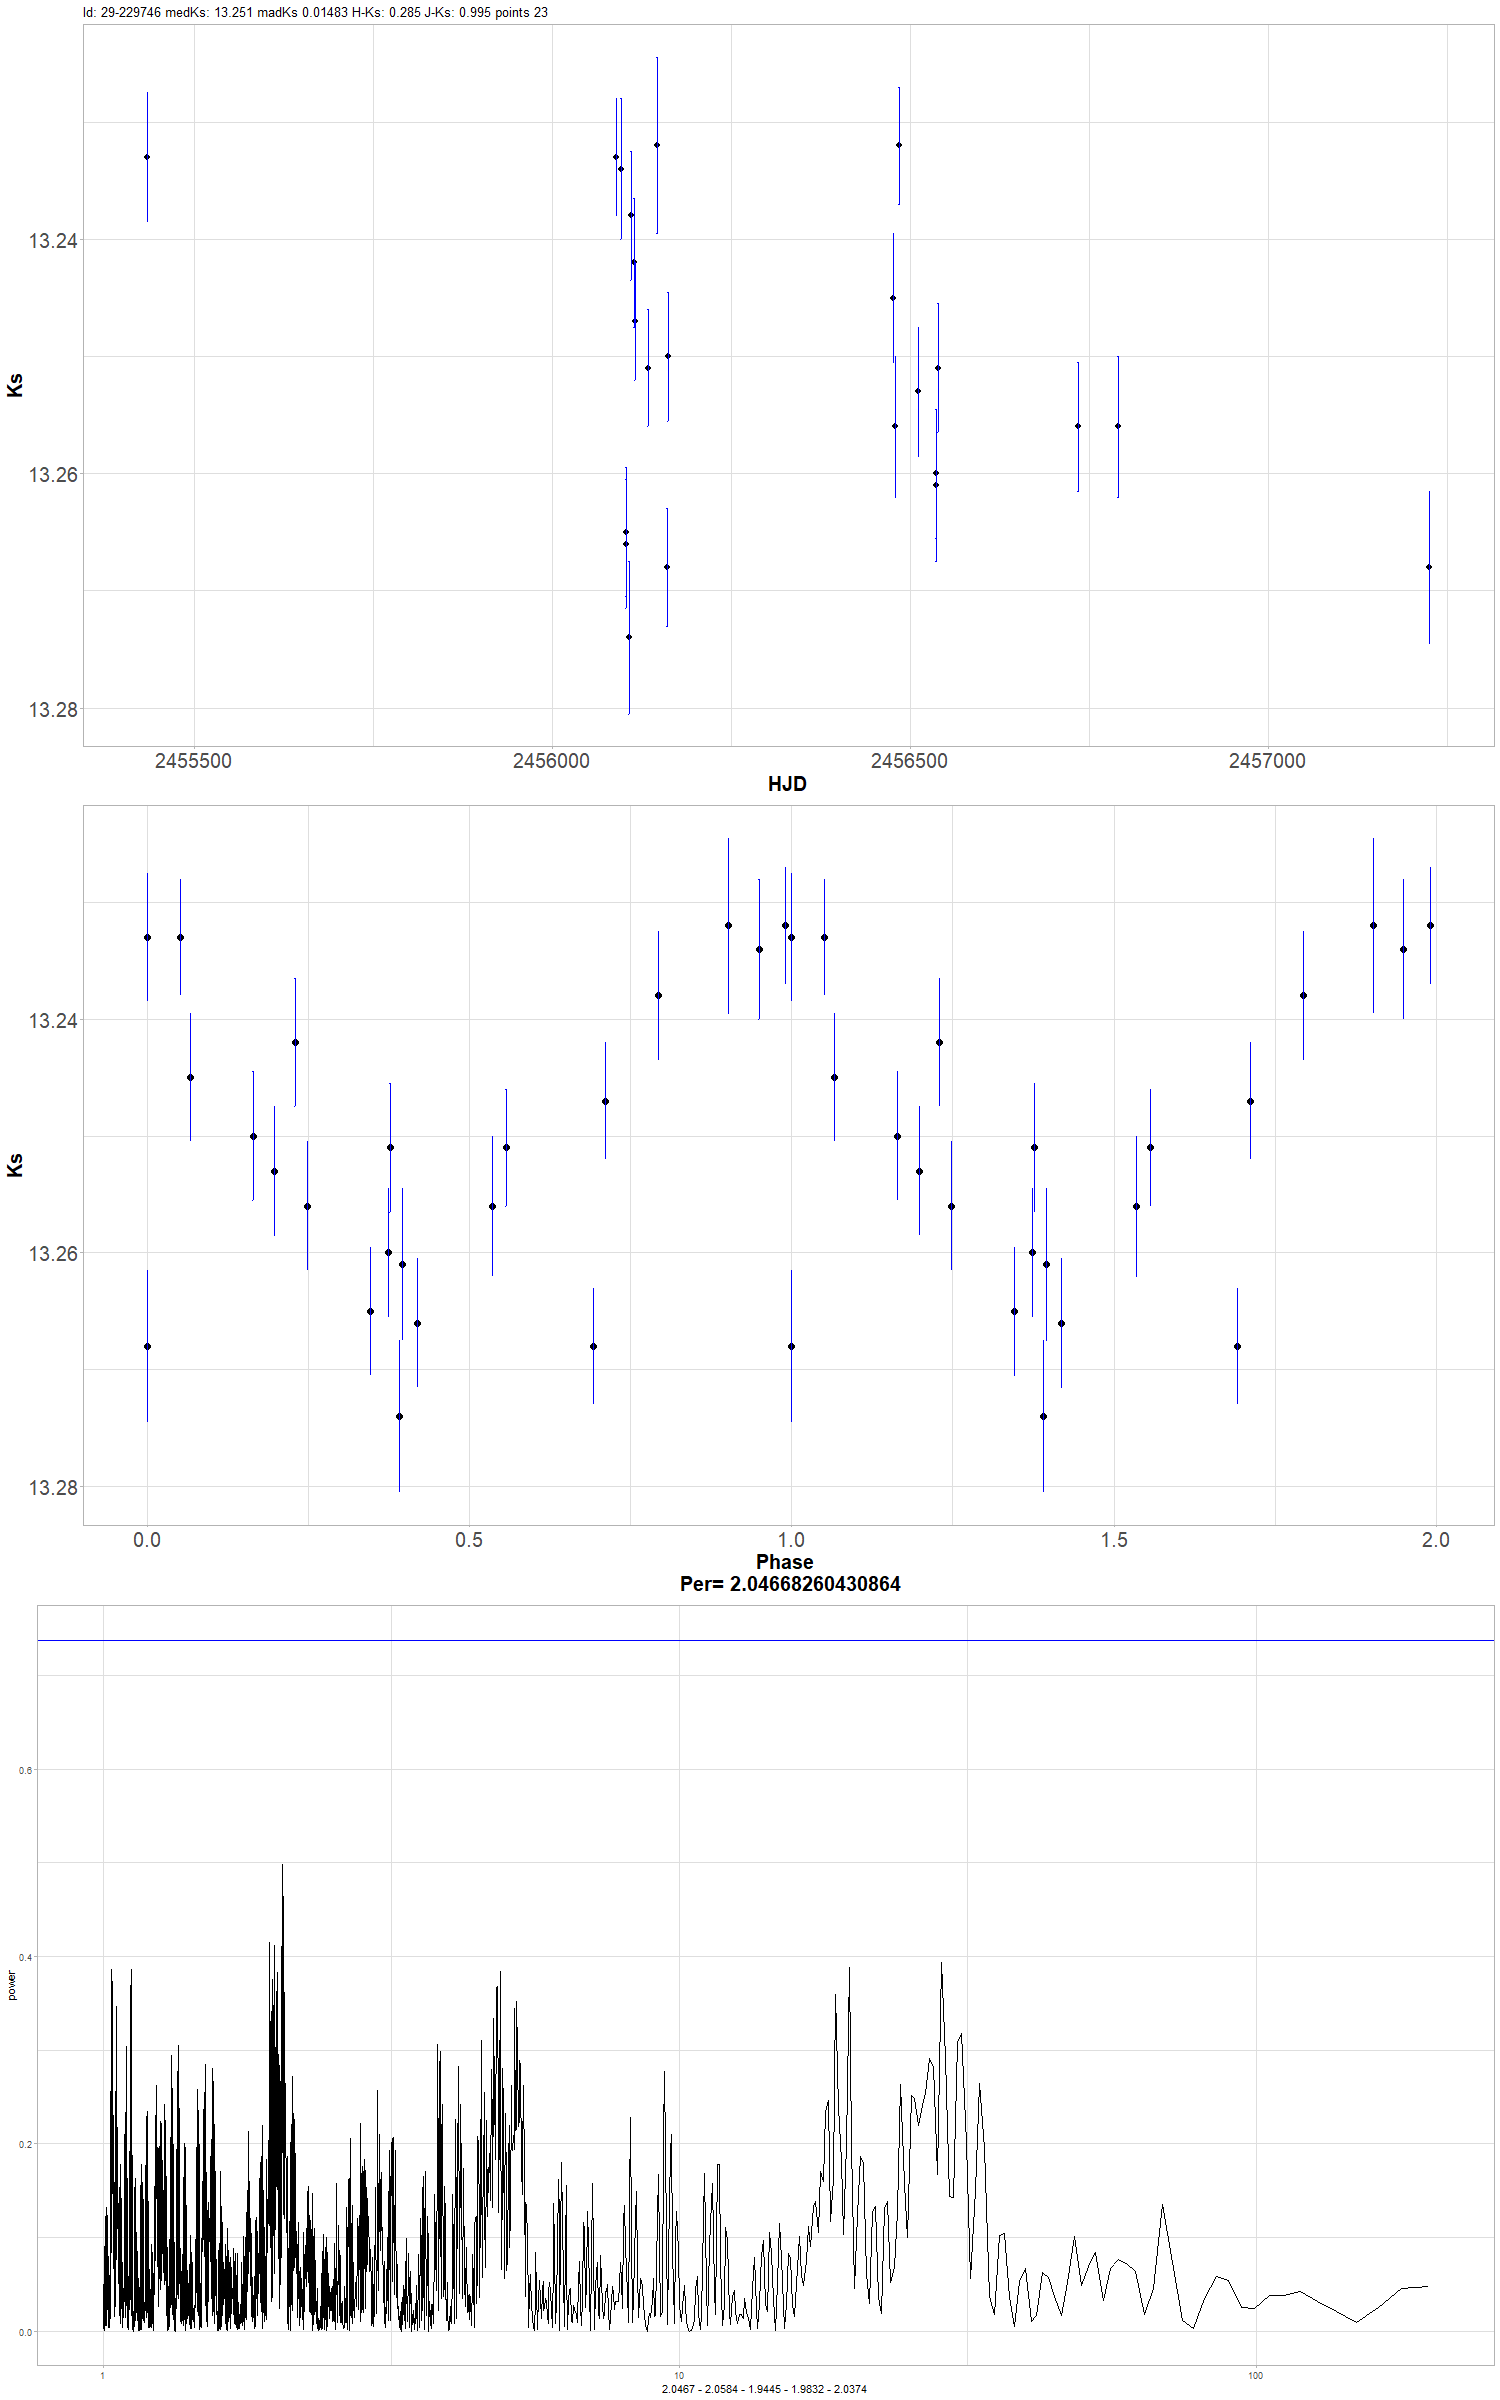 Id: 29-229746 medKs: 13.251 madKs 0.01483 H-Ks: 0.285 J-Ks: 0.995 points 23
13.24
13.26
13.28
Ks
2455500 2456000 2456500 2457000
HJD
13.24
13.26
13.28
Ks
0.0 0.5 1.0 1.5 2.0
Phase
Per= 2.04668260430864
0.6
0.4
0.2
0.0
power
1 10 100
2.0467 - 2.0584 - 1.9445 - 1.9832 - 2.0374